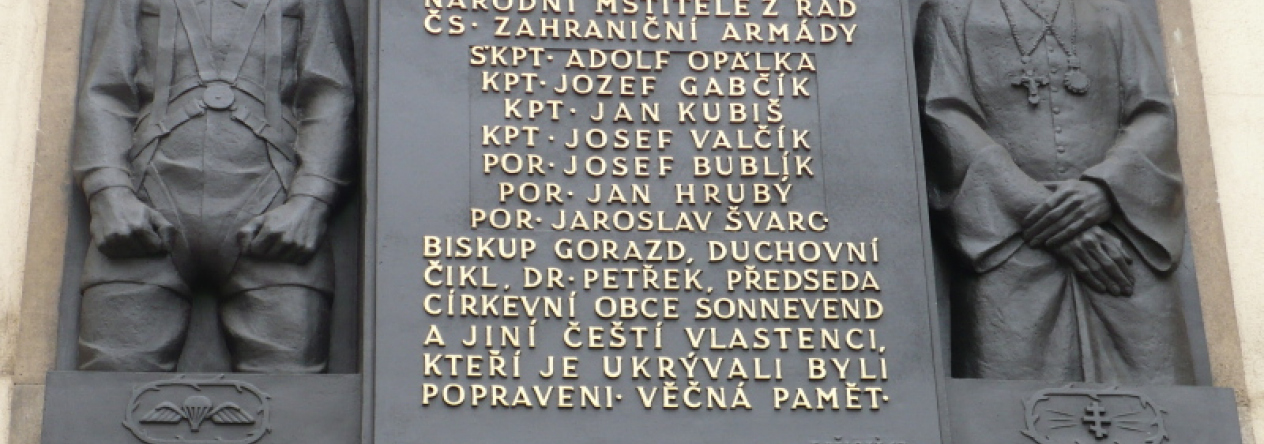 NÁRODNÍ MSTITELÉ Z ŘAD
ČS· ZAHRANIČNÍ ARMÁDY
ŠKPT· ADOLF OPÁLKA
KPT· JOZEF GABČÍK
KPT· JAN KUBIŠ
KPT· JOSEF VALČÍK
POR· JOSEF BUBLÍK
POR· JAN HRUBÝ
POR· JAROSLAV ŠVARC·
BISKUP GORAZD, DUCHOVNÍ
ČIKL, DR· PETŘEK, PŘEDSEDA
CÍRKEVNÍ OBCE SONNEVEND
A JINÍ ČEŠTÍ VLASTENCI,
KTEŘÍ JE UKRÝVALI BYLI
POPRAVENI· VĚČNÁ PAMĚT·